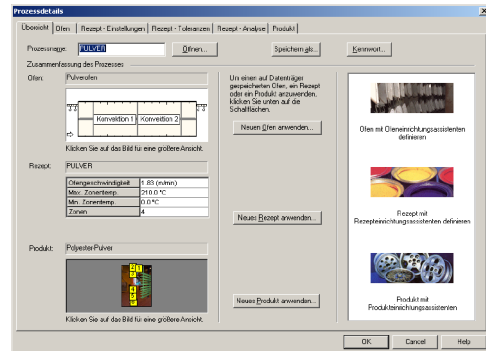 Prozessdetails
Übersicht Ofen Rezept - Einstellungen Rezept - Toleranzen Rezept - Analyse Produkt
Prozessname: PULVER Öffnen... Speichern als... Kennwort...
Zusammenfassung des Prozesses
Ofen: Pulverofen
Konvektion 1 Konvektion 2
Klicken Sie auf das Bild für eine größere Ansicht.
Um einen auf Datenträger
gespeicherten Ofen, ein Rezept
oder ein Produkt anzuwenden,
klicken Sie unten auf die
Schaltflächen.
Neuen Ofen anwenden...
Ofen mit Ofeneinrichtungsassistenten
definieren
Rezept: PULVER
Ofengeschwindigkeit 1.83 (m/mn)
Max. Zonentemp. 210.0 °C
Min. Zonentemp. 0.0 °C
Zonen 4
Neues Rezept anwenden...
Rezept mit
Rezepteinrichtungsassistenten definieren
Produkt: Polyester-Pulver
Klicken Sie auf das Bild für eine größere Ansicht.
Neues Produkt anwenden...
Produkt mit
Produkteinrichtungsassistenten
OK Cancel Help